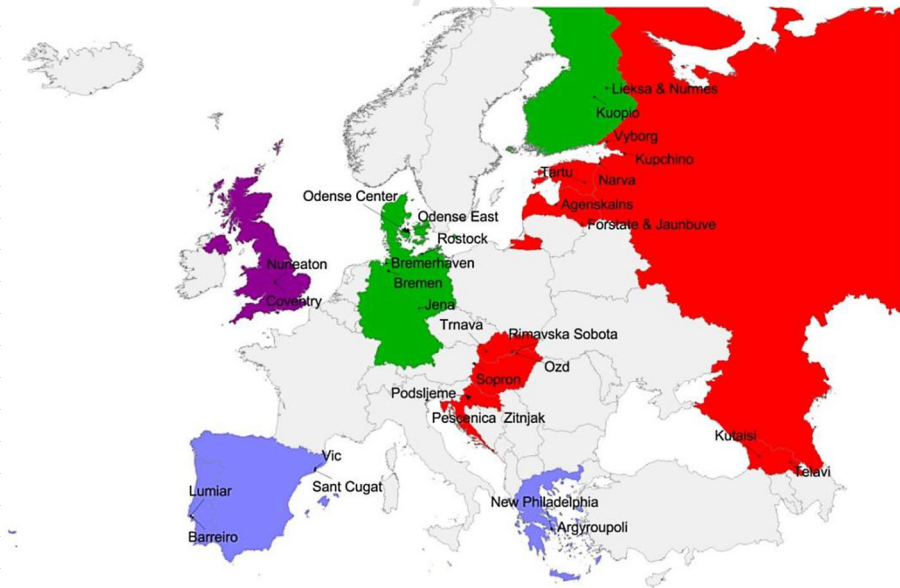 Lieksa & Nurmes
Kuopio
Vyborg
Kupchino
Tartu
Narva
Odense Center
Agenskains
Odense East
Forstate & Jaunbuve
Rostock
Nuneaton
Bremerhaven
Bremen
Coventry
Jena
Trnava
Rimavska Sobota
Ozd
Sopron
Podsljeme
Pescenica Zitnjak
Kutaisi
Vic
Telavi
Sant Cugat
Lumiar
New Philadelphia
Argyroupoli
Barreiro